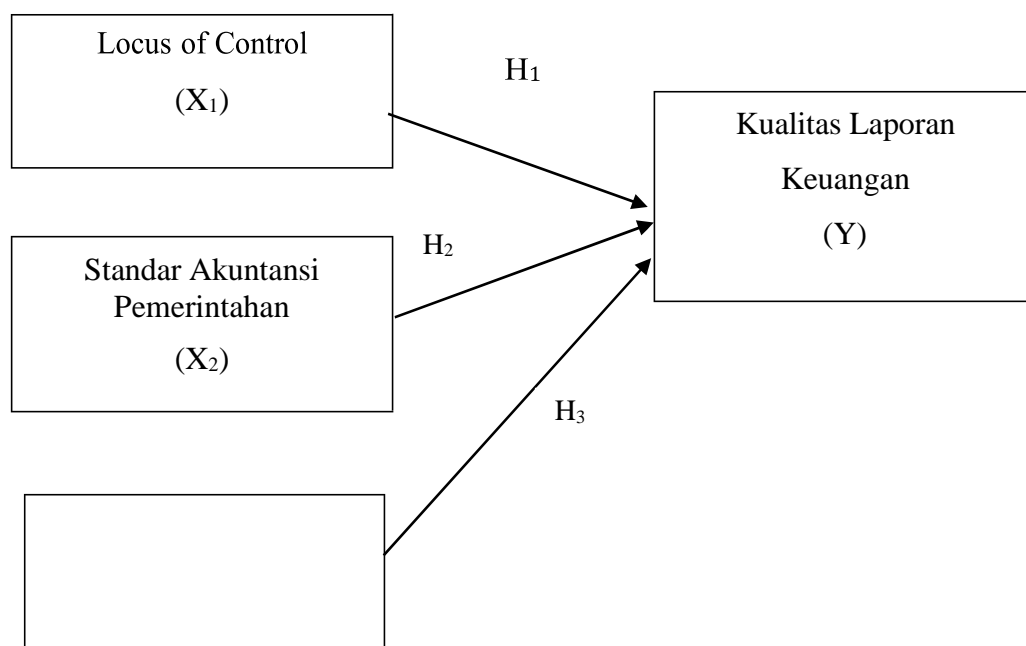 Locus of Control
(X₁)
H₁
Kualitas Laporan
Keuangan
(Y)
H₂
Standar Akuntansi
Pemerintahan
(X₂)
H₃